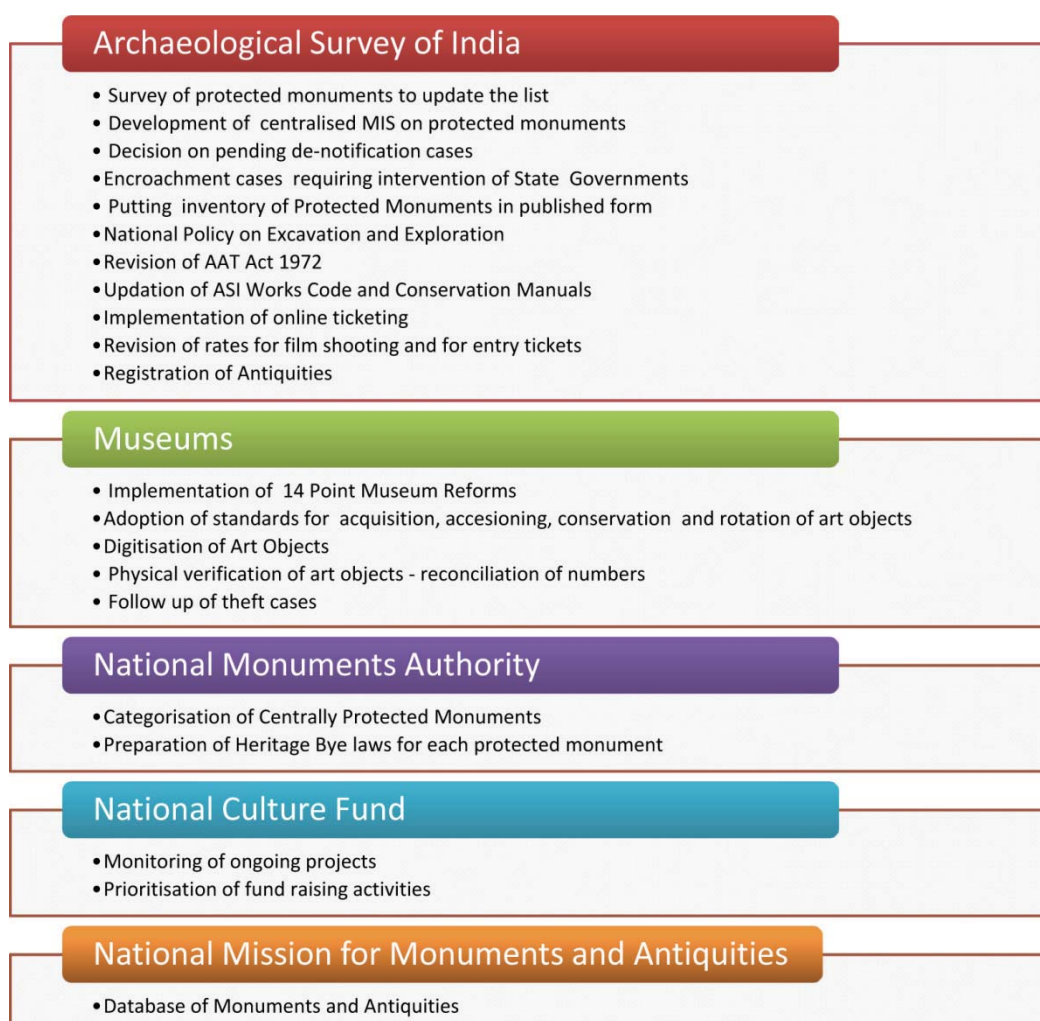 Archaeological Survey of India
• Survey of protected monuments to update the list
• Development of centralised MIS on protected monuments
• Decision on pending de-notification cases
•Encroachment cases requiring intervention of State Governments
• Putting inventory of Protected Monuments in published form
•National Policy on Excavation and Exploration
•Revision of AAT Act 1972
•Updation of ASI Works Code and Conservation Manuals
•Implementation of online ticketing
•Revision of rates for film shooting and for entry tickets
•Registration of Antiquities
Museums
• Implementation of 14 Point Museum Reforms
•Adoption of standards for acquisition, accesioning, conservation and rotation of art objects
•Digitisation of Art Objects
• Physical verification of art objects - reconciliation of numbers
• Follow up of theft cases
National Monuments Authority
•Categorisation of Centrally Protected Monuments
•Preparation of Heritage Bye laws for each protected monument
National Culture Fund
•Monitoring of ongoing projects
•Prioritisation of fund raising activities
National Mission for Monuments and Antiquities
•Database of Monuments and Antiquities